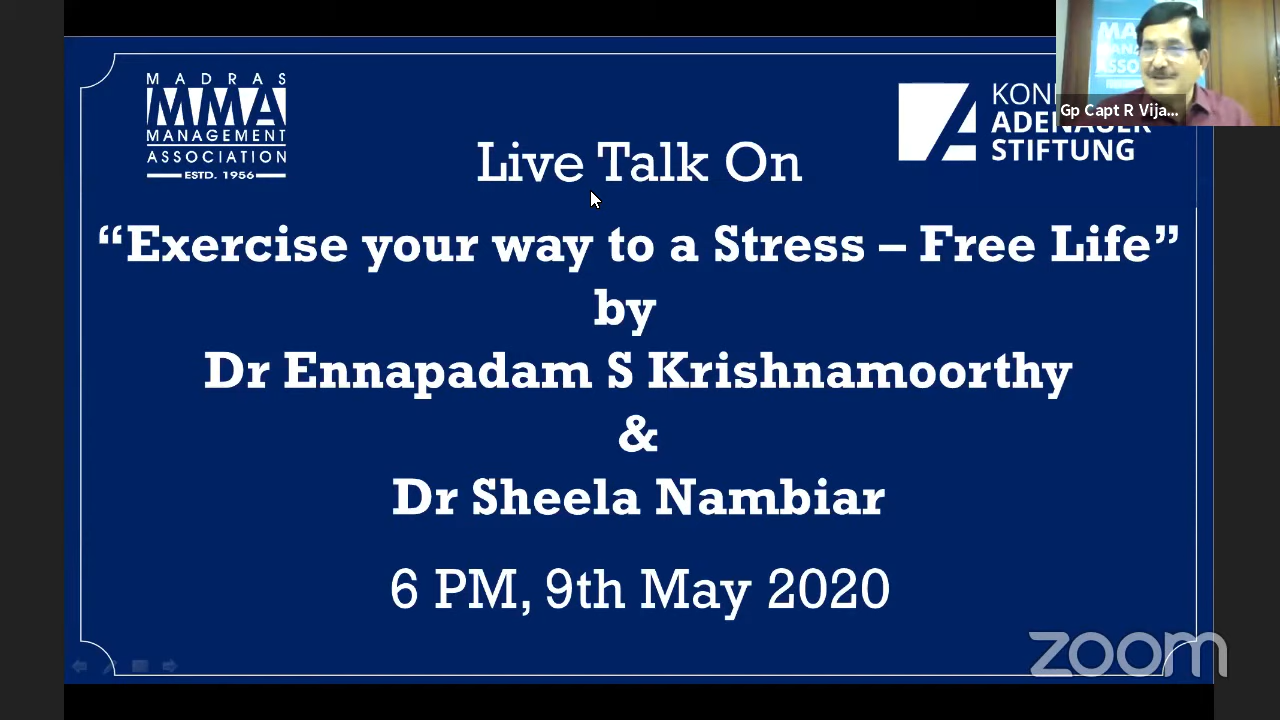 MADRAS
MMA
MANAGEMENT
ASSOCIATION
ESTD. 1956
ADENAUER
STIFTUNG
Gp Capt R Vija...
Live Talk On
“Exercise your way to a Stress – Free Life”
by
Dr Ennapadam S Krishnamoorthy
&
Dr Sheela Nambiar
6 PM, 9th May 2020
zoom